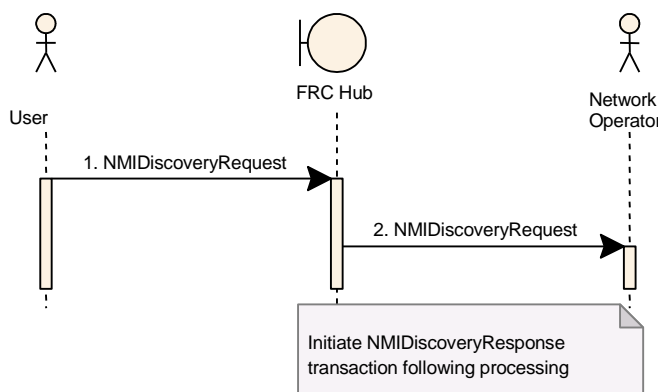 User
FRC Hub
Network
Operator
1. NMIDiscoveryRequest
2. NMIDiscoveryRequest
Initiate NMIDiscoveryResponse
transaction following processing